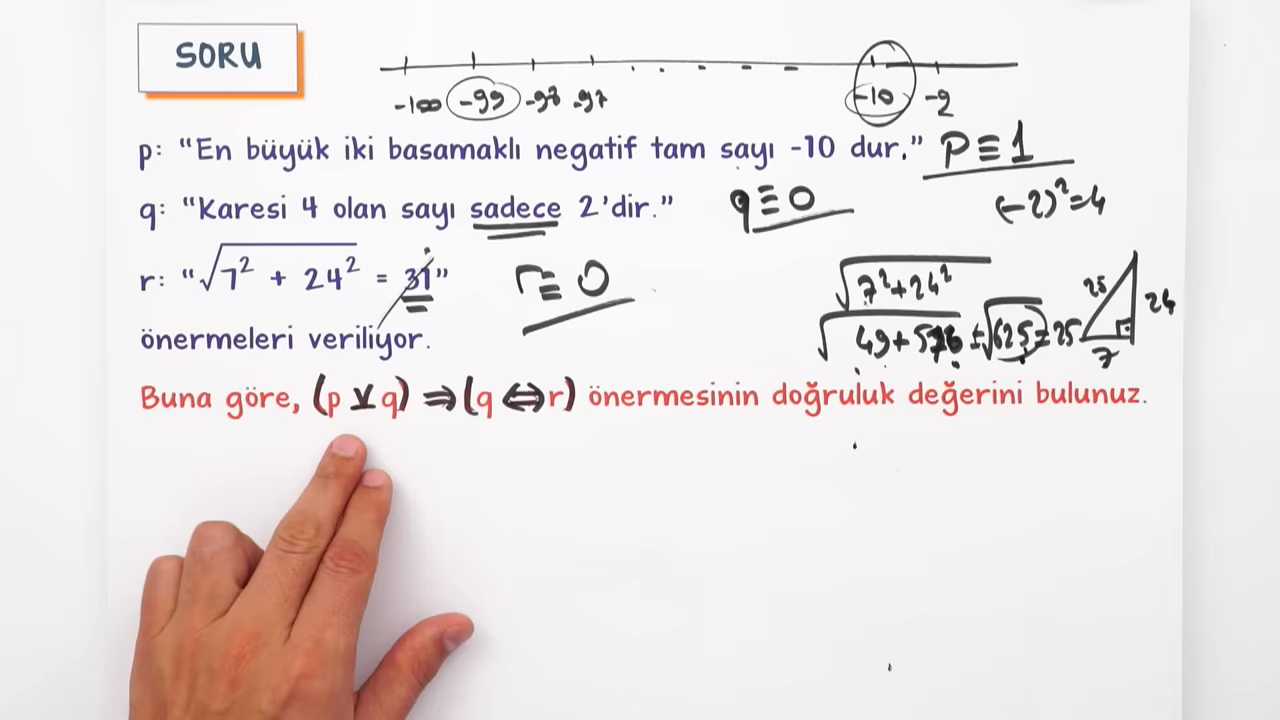 SORU
-100 -99 -98 -97 -10 -9
p: “En büyük iki basamaklı negatif tam sayı -10 dur.” P≡1
q: “Karesi 4 olan sayı sadece 2'dir.” q≡0 (-2)²=4
r: “√7² + 24² = 31” r≡0
√7²+24² 25 24
önermeleri veriliyor. √49+576 = √625=25 7
Buna göre, (p ⊻ q) ⇒ (q ⇔ r) önermesinin doğruluk değerini bulunuz.